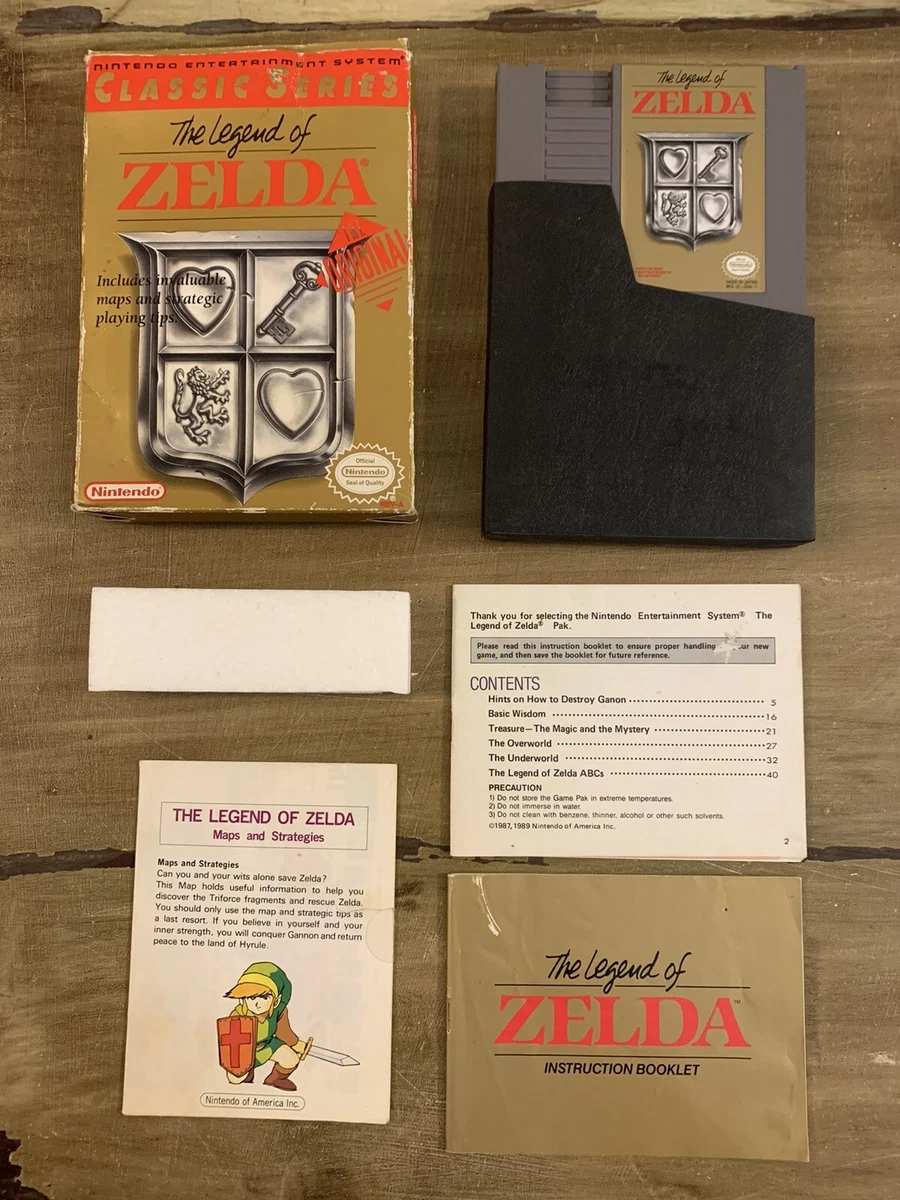 NINTENDO ENTERTAINMENT SYSTEM®
CLASSIC SERIES
The Legend of
ZELDA®
THE
ORIGINAL
Includes invaluable
maps and strategic
playing tips.
Official
Nintendo
Seal of Quality
Nintendo®
REV-A
The Legend of
ZELDA
Nintendo
MADE IN JAPAN
Thank you for selecting the Nintendo Entertainment System® The
Legend of Zelda® Pak.
Please read this instruction booklet to ensure proper handling new
game, and then save the booklet for future reference.
CONTENTS
Hints on How to Destroy Ganon 5
Basic Wisdom 16
Treasure—The Magic and the Mystery 21
The Overworld 27
The Underworld 32
The Legend of Zelda ABCs 40
PRECAUTION
1) Do not store the Game Pak in extreme temperatures.
2) Do not immerse in water.
3) Do not clean with benzene, thinner, alcohol or other such solvents.
©1987, 1989 Nintendo of America Inc.
2
THE LEGEND OF ZELDA
Maps and Strategies
Maps and Strategies
Can you and your wits alone save Zelda?
This Map holds useful information to help you
discover the Triforce fragments and rescue Zelda.
You should only use the map and strategic tips as
a last resort. If you believe in yourself and your
inner strength, you will conquer Gannon and return
peace to the land of Hyrule.
Nintendo of America Inc.
The Legend of
ZELDA™
INSTRUCTION BOOKLET